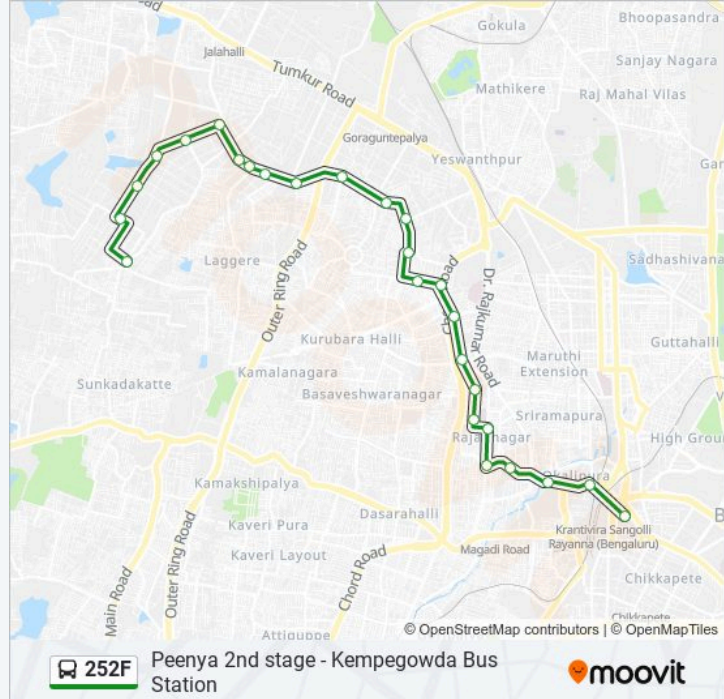 Bhoopasandra
Gokula
Jalahalli
Sanjay Nagara
Tumkur Road
Mathikere
Raj Mahal Vilas
Goraguntepalya
Yeswanthpur
Laggere
Outer Ring Road
Sadhashivana
Dr. Rajkumar Road
Guttahalli
Kurubara Halli
Maruthi
Extension
Kamalanagara
Sunkadakatte
Basaveshwaranagar
Sriramapura
High Grou
Kamakshipalya
Dasarahalli
Kaveri Pura
Krantivira Sangolli
Rayanna (Bengaluru)
Magadi Road
Kaveri Layout
Chord Road
Outer Ring Road
Main Road
Chikkapete
Attiguppe
© OpenStreetMap contributors | © OpenMapTiles
252F
Peenya 2nd stage - Kempegowda Bus
Station
moovit